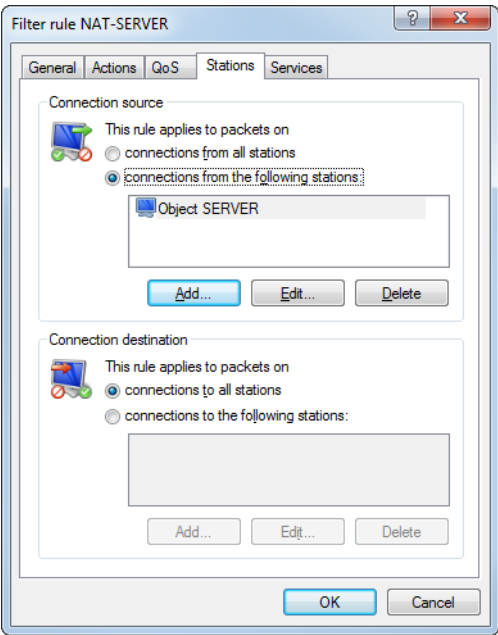 Filter rule NAT-SERVER
General Actions QoS Stations Services
Connection source
This rule applies to packets on
connections from all stations
connections from the following stations:
Object SERVER
Add... Edit... Delete
Connection destination
This rule applies to packets on
connections to all stations
connections to the following stations:
Add... Edit... Delete
OK Cancel